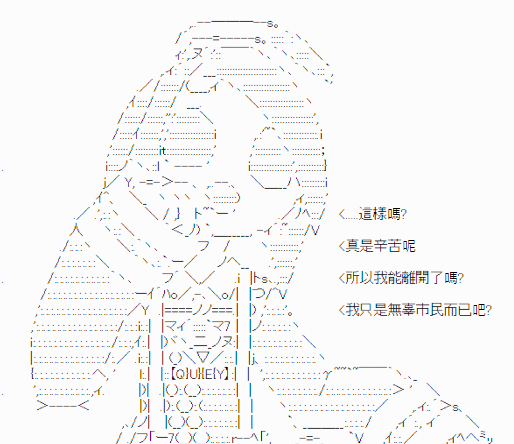 <.....這樣嗎?
<真是辛苦呢
<所以我能離開了嗎?
<我只是無辜市民而已吧?
【Q}U}{E{Y】